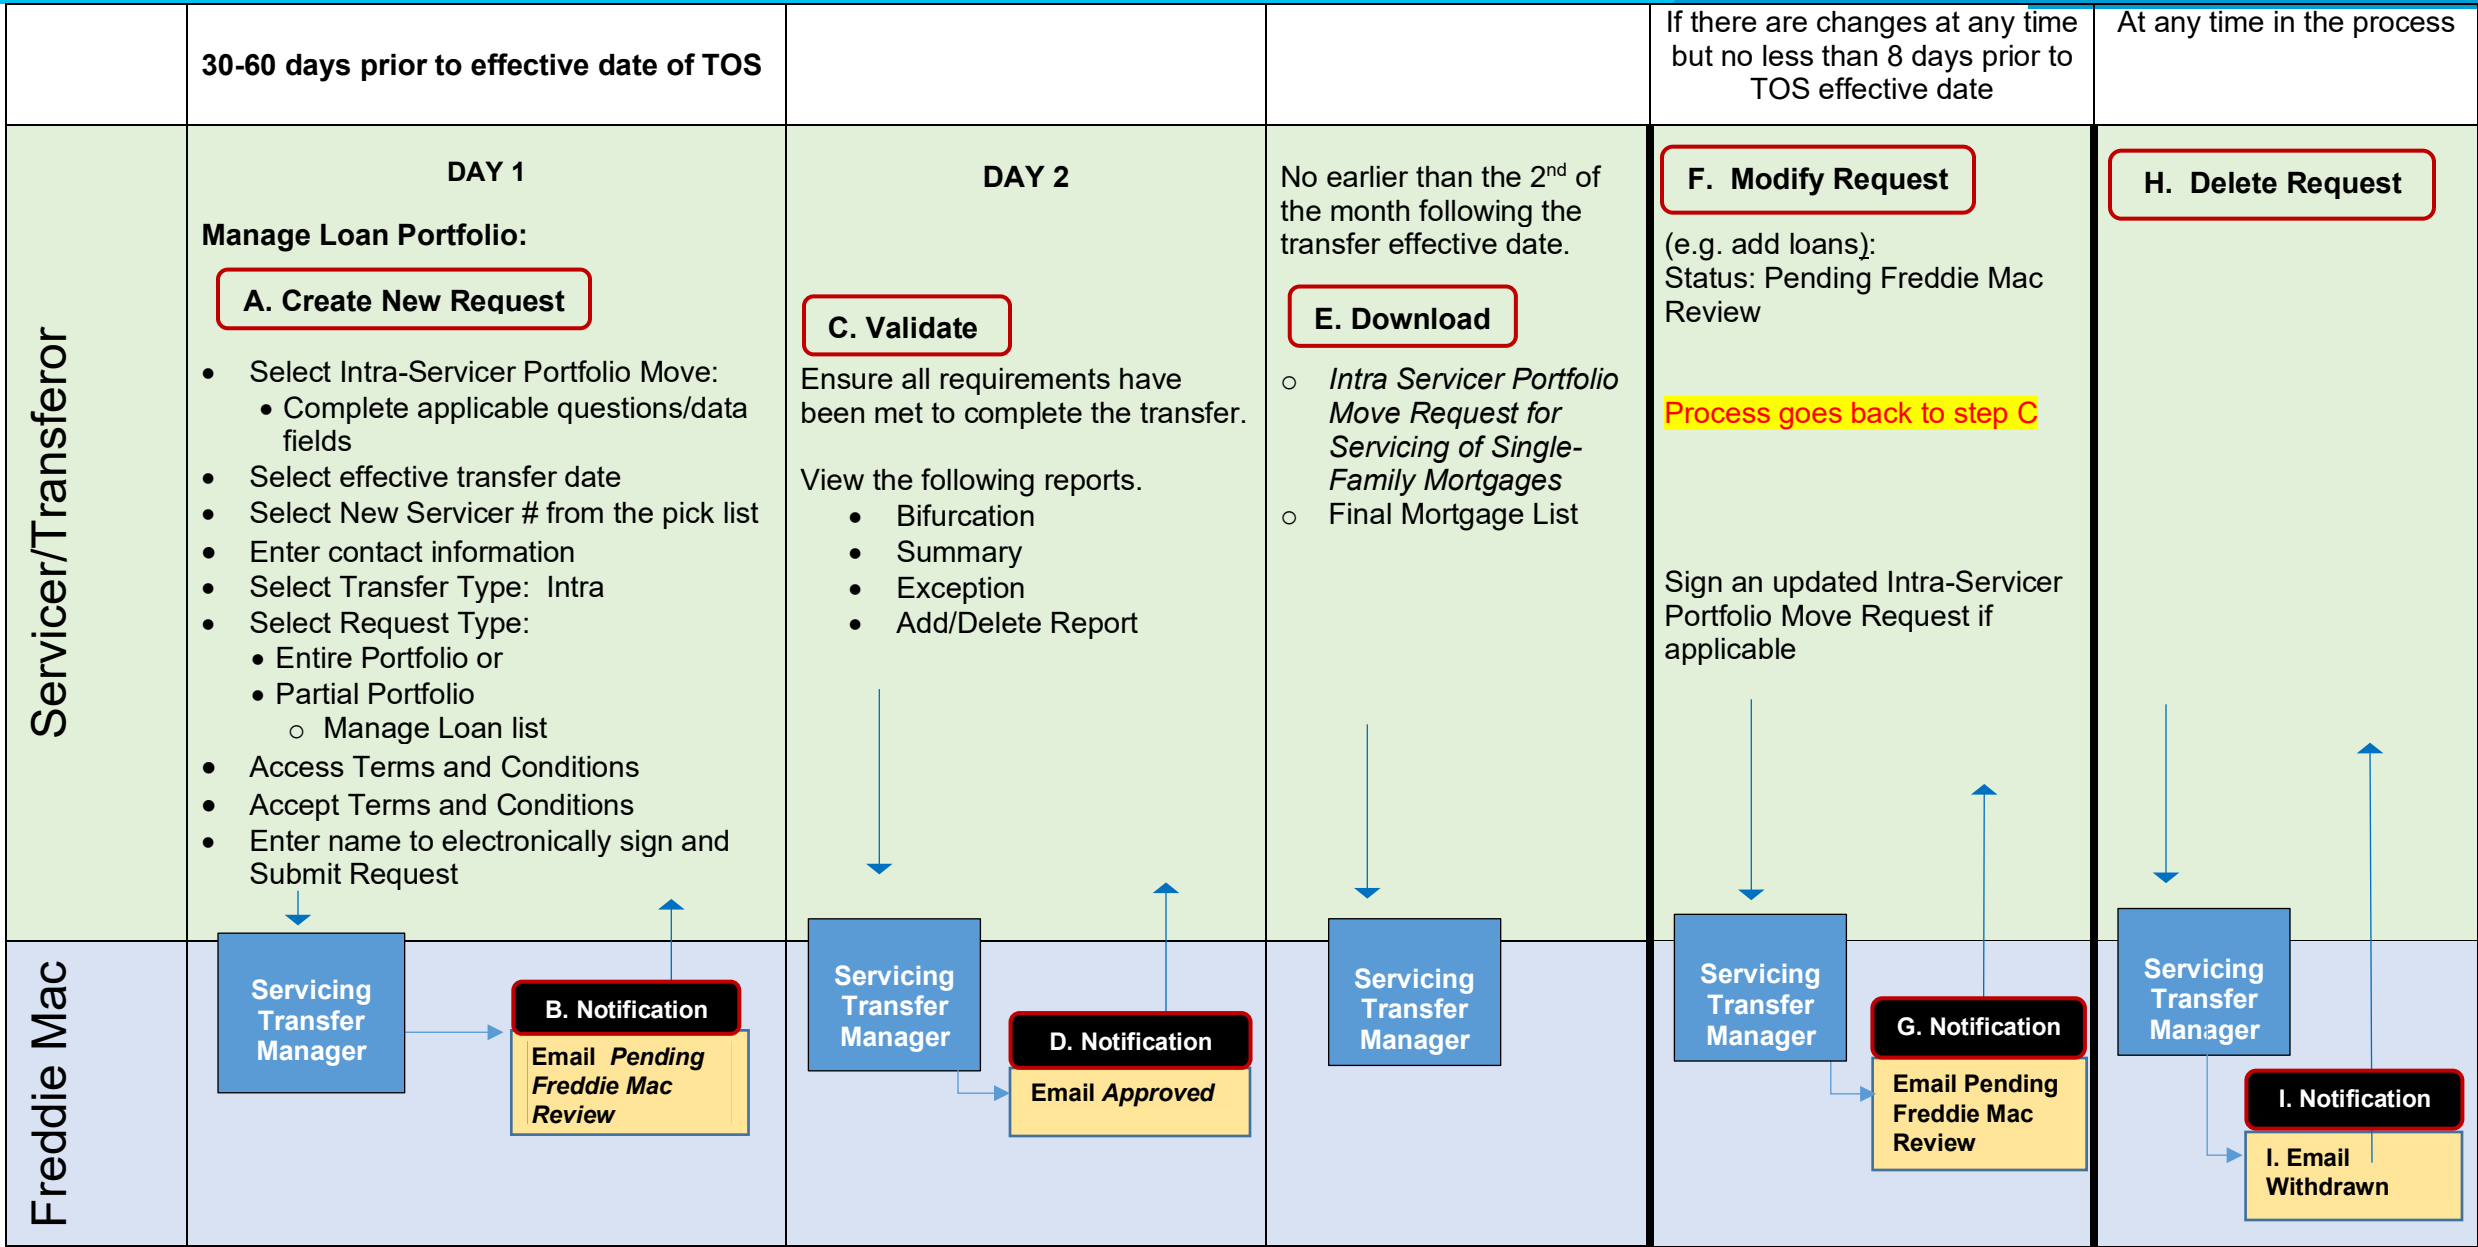 30-60 days prior to effective date of TOS
If there are changes at any time
but no less than 8 days prior to
TOS effective date
At any time in the process
Servicer/Transferor
DAY 1
Manage Loan Portfolio:
A. Create New Request
• Select Intra-Servicer Portfolio Move:
• Complete applicable questions/data
fields
• Select effective transfer date
• Select New Servicer # from the pick list
• Enter contact information
• Select Transfer Type: Intra
• Select Request Type:
• Entire Portfolio or
• Partial Portfolio
o Manage Loan list
• Access Terms and Conditions
• Accept Terms and Conditions
• Enter name to electronically sign and
Submit Request
DAY 2
C. Validate
Ensure all requirements have
been met to complete the transfer.
View the following reports.
• Bifurcation
• Summary
• Exception
• Add/Delete Report
No earlier than the 2nd of
the month following the
transfer effective date.
E. Download
o Intra Servicer Portfolio
Move Request for
Servicing of Single-
Family Mortgages
o Final Mortgage List
F. Modify Request
(e.g. add loans):
Status: Pending Freddie Mac
Review
Process goes back to step C
Sign an updated Intra-Servicer
Portfolio Move Request if
applicable
H. Delete Request
Freddie Mac
Servicing
Transfer
Manager
B. Notification
Email Pending
Freddie Mac
Review
Servicing
Transfer
Manager
D. Notification
Email Approved
Servicing
Transfer
Manager
Servicing
Transfer
Manager
G. Notification
Email Pending
Freddie Mac
Review
Servicing
Transfer
Manager
I. Notification
I. Email
Withdrawn